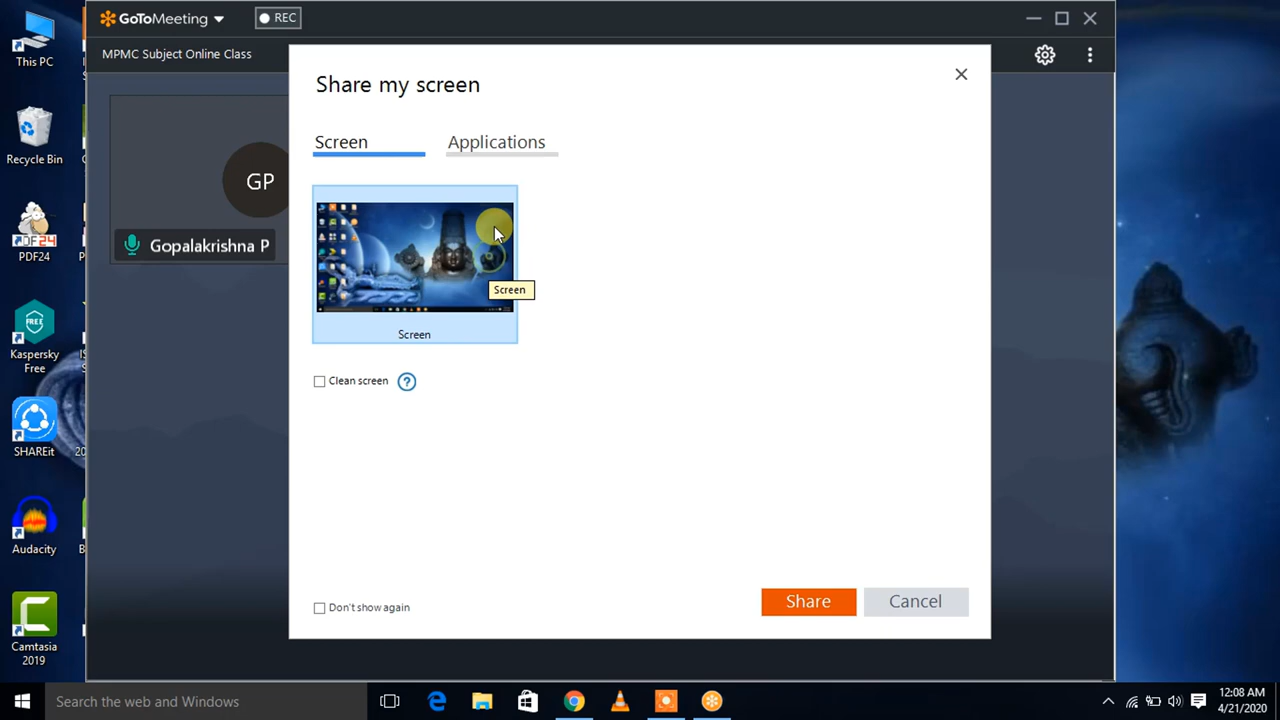 This PC
Recycle Bin
PDF24
Kaspersky
Free
SHAREit
Audacity
Camtasia
2019
GoToMeeting
REC
MPMC Subject Online Class
GP
Gopalakrishna P
Share my screen
Screen
Applications
Screen
Screen
Clean screen
?
Don't show again
Share
Cancel
Search the web and Windows
12:08 AM
4/21/2020